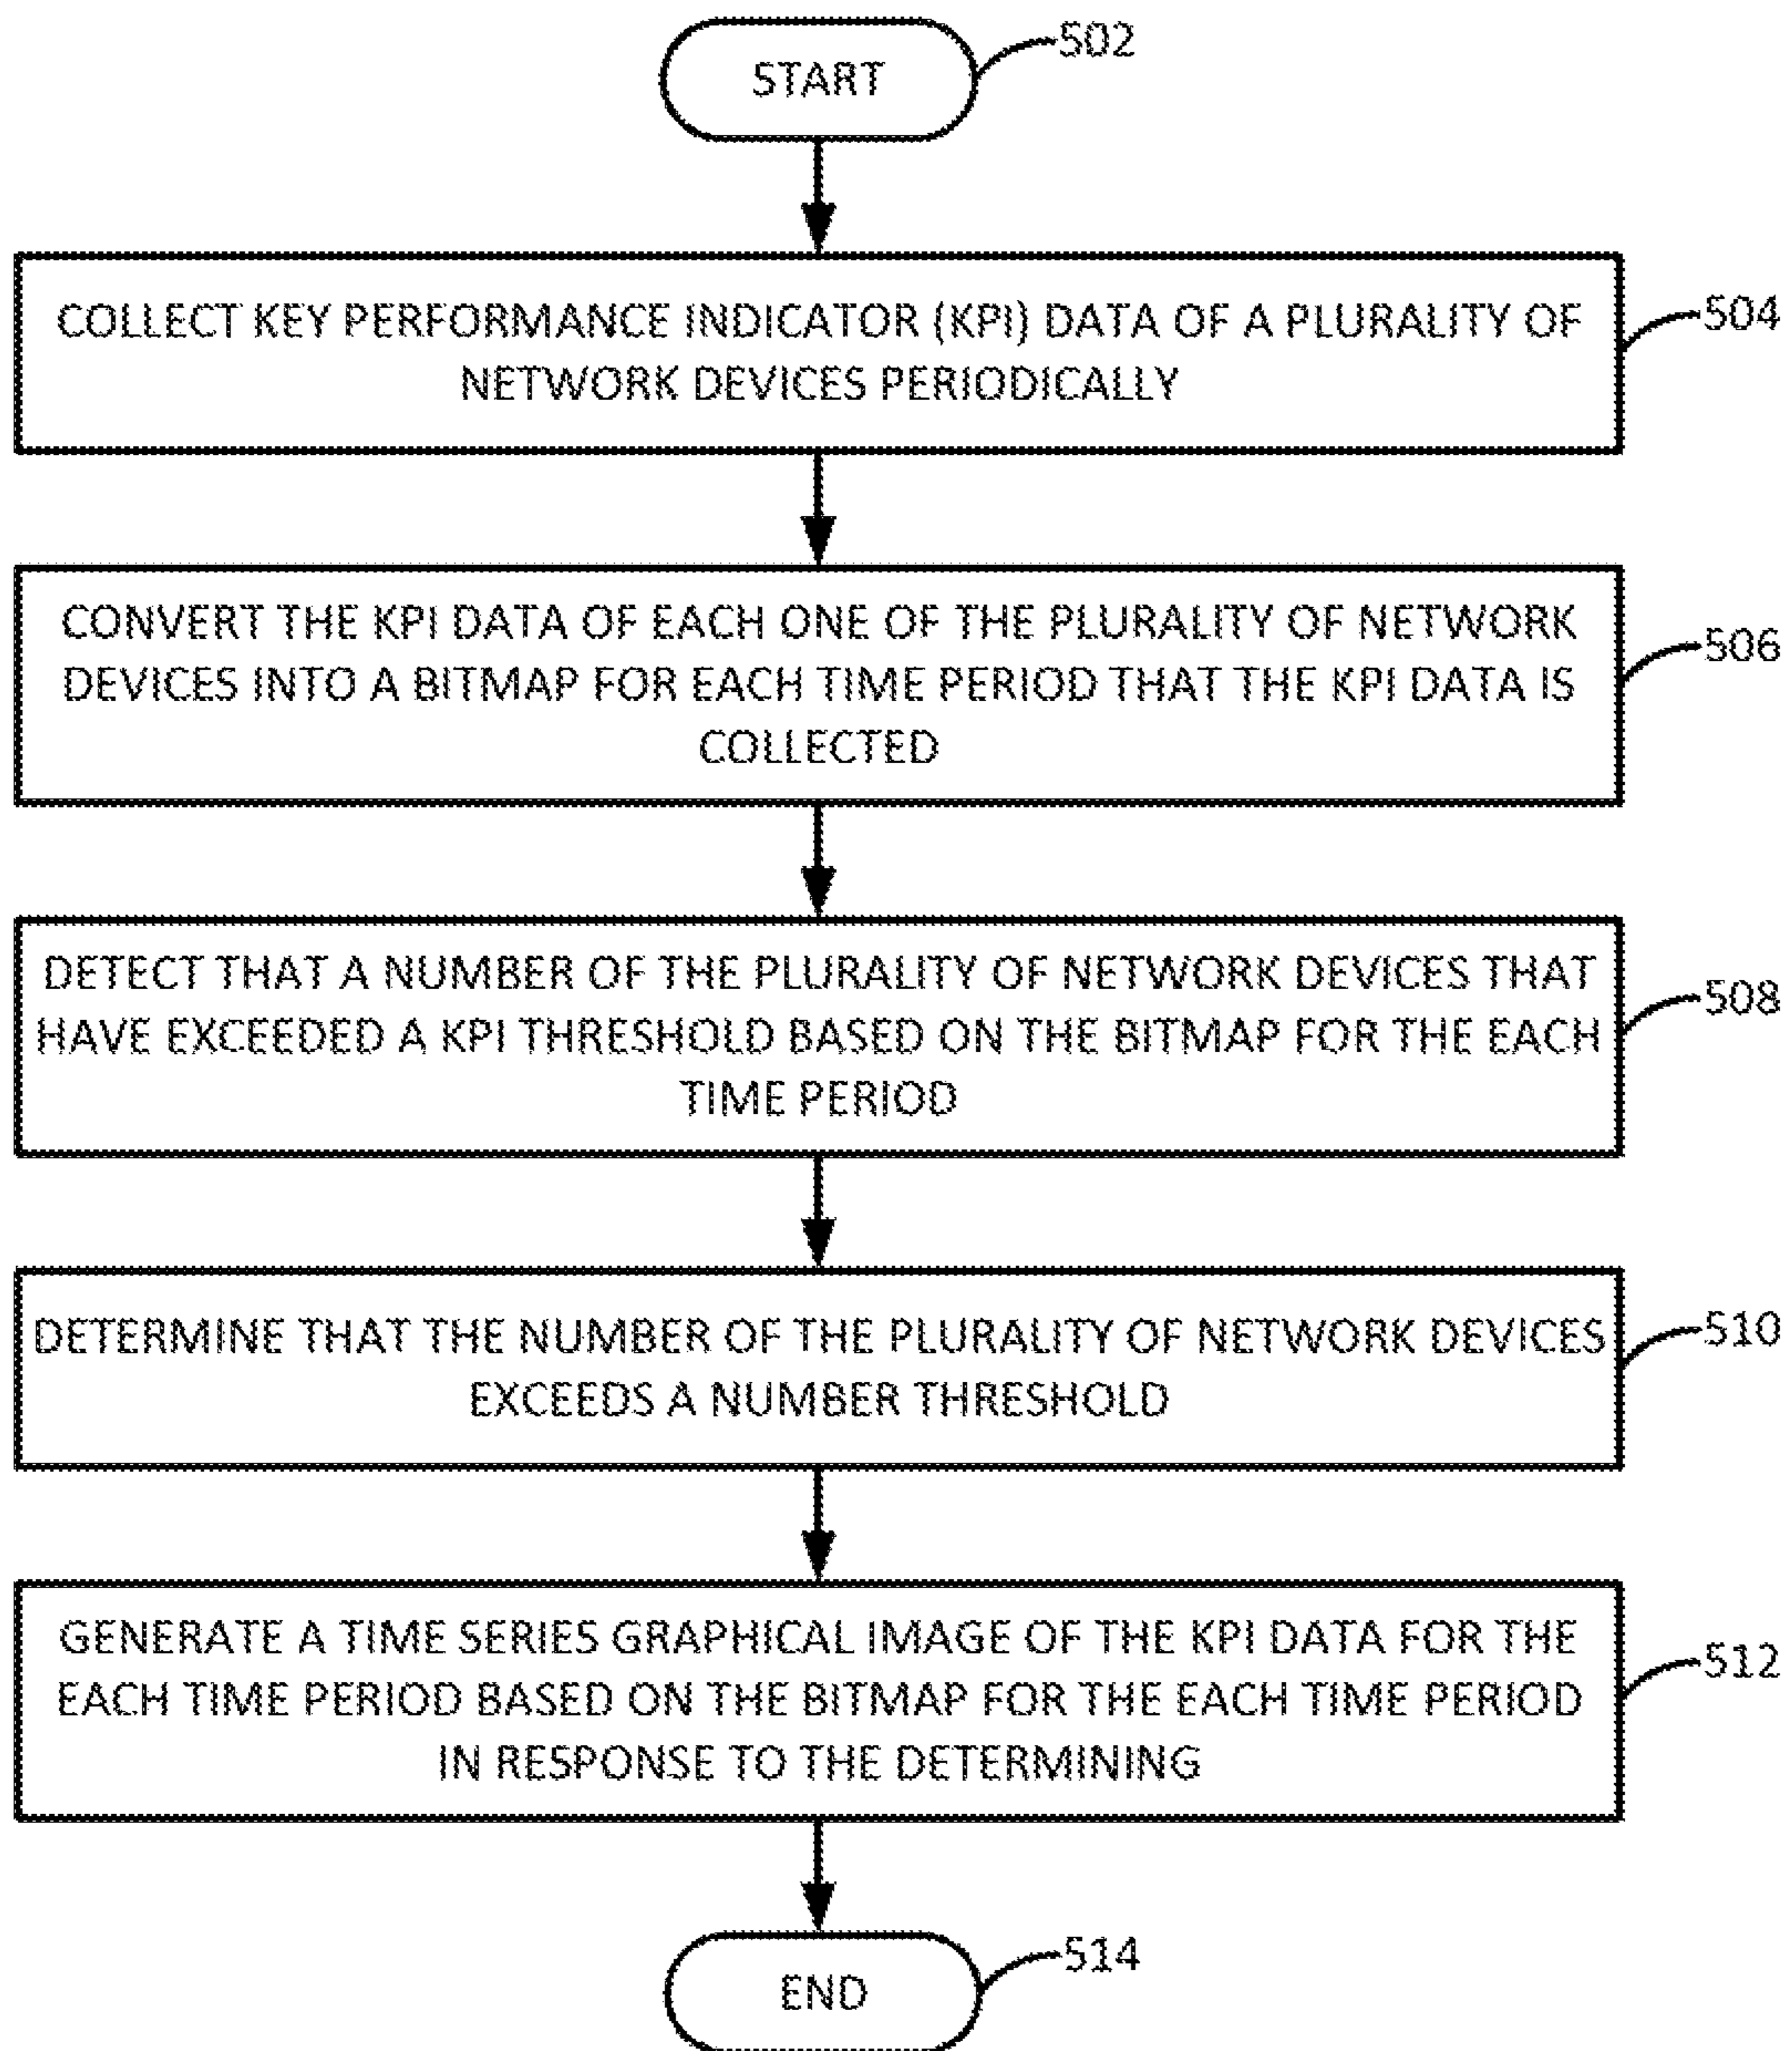 START
502
COLLECT KEY PERFORMANCE INDICATOR (KPI) DATA OF A PLURALITY OF
NETWORK DEVICES PERIODICALLY
504
CONVERT THE KPI DATA OF EACH ONE OF THE PLURALITY OF NETWORK
DEVICES INTO A BITMAP FOR EACH TIME PERIOD THAT THE KPI DATA IS
COLLECTED
506
DETECT THAT A NUMBER OF THE PLURALITY OF NETWORK DEVICES THAT
HAVE EXCEEDED A KPI THRESHOLD BASED ON THE BITMAP FOR THE EACH
TIME PERIOD
508
DETERMINE THAT THE NUMBER OF THE PLURALITY OF NETWORK DEVICES
EXCEEDS A NUMBER THRESHOLD
510
GENERATE A TIME SERIES GRAPHICAL IMAGE OF THE KPI DATA FOR THE
EACH TIME PERIOD BASED ON THE BITMAP FOR THE EACH TIME PERIOD
IN RESPONSE TO THE DETERMINING
512
END
514